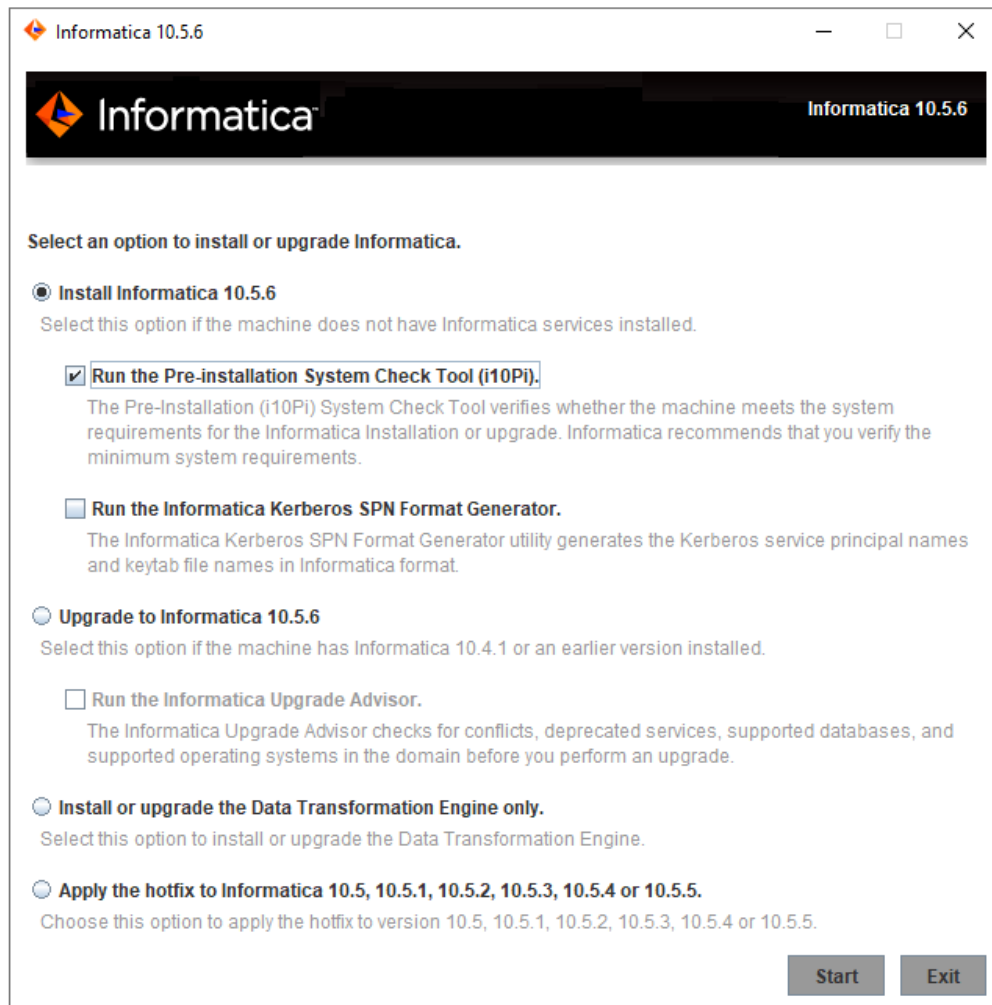 Informatica 10.5.6
Informatica™
Informatica 10.5.6
Select an option to install or upgrade Informatica.
Install Informatica 10.5.6
Select this option if the machine does not have Informatica services installed.
Run the Pre-installation System Check Tool (i10Pi).
The Pre-Installation (i10Pi) System Check Tool verifies whether the machine meets the system
requirements for the Informatica Installation or upgrade. Informatica recommends that you verify the
minimum system requirements.
Run the Informatica Kerberos SPN Format Generator.
The Informatica Kerberos SPN Format Generator utility generates the Kerberos service principal names
and keytab file names in Informatica format.
Upgrade to Informatica 10.5.6
Select this option if the machine has Informatica 10.4.1 or an earlier version installed.
Run the Informatica Upgrade Advisor.
The Informatica Upgrade Advisor checks for conflicts, deprecated services, supported databases, and
supported operating systems in the domain before you perform an upgrade.
Install or upgrade the Data Transformation Engine only.
Select this option to install or upgrade the Data Transformation Engine.
Apply the hotfix to Informatica 10.5, 10.5.1, 10.5.2, 10.5.3, 10.5.4 or 10.5.5.
Choose this option to apply the hotfix to version 10.5, 10.5.1, 10.5.2, 10.5.3, 10.5.4 or 10.5.5.
Start Exit